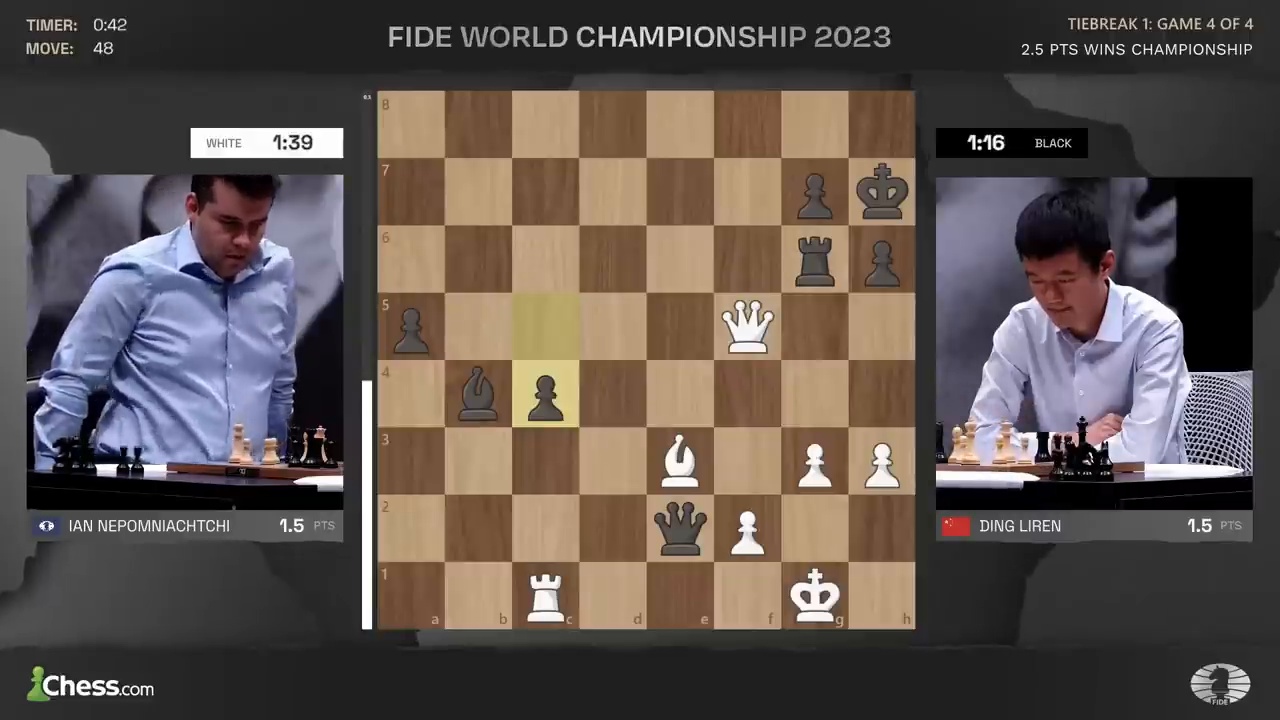 TIMER: 0:42
MOVE: 48
FIDE WORLD CHAMPIONSHIP 2023
TIEBREAK 1: GAME 4 OF 4
2.5 PTS WINS CHAMPIONSHIP
WHITE 1:39
1:16 BLACK
8
7
6
5
4
3
2
1
a b c d e f g h
IAN NEPOMNIACHTCHI 1.5 PTS
DING LIREN 1.5 PTS
Chess.com
FIDE